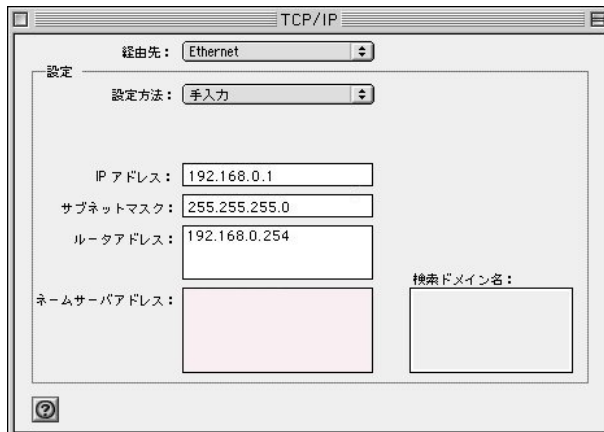 TCP/IP
経由先： Ethernet
設定
設定方法： 手入力
IP アドレス： 192.168.0.1
サブネットマスク： 255.255.255.0
ルータアドレス： 192.168.0.254
検索ドメイン名：
ネームサーバアドレス：
?